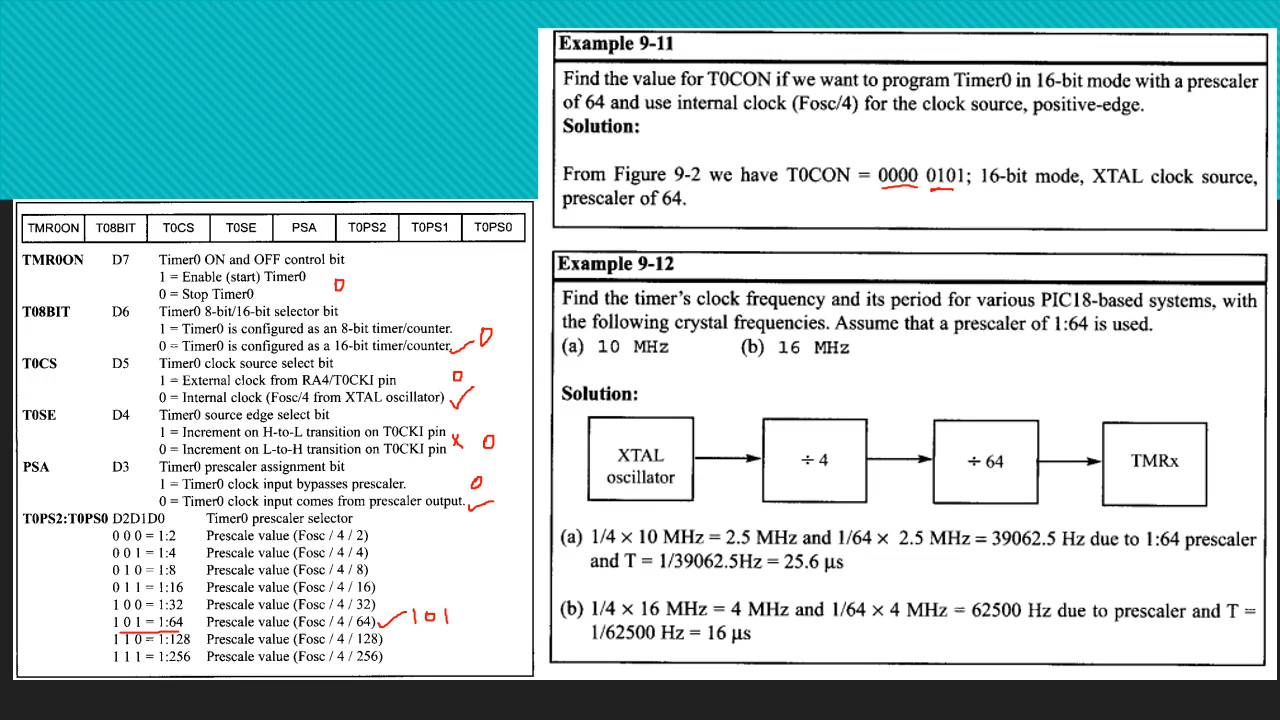 TMR0ON T08BIT T0CS T0SE PSA T0PS2 T0PS1 T0PS0
TMR0ON D7 Timer0 ON and OFF control bit
1 = Enable (start) Timer0
0 = Stop Timer0
0
T08BIT D6 Timer0 8-bit/16-bit selector bit
1 = Timer0 is configured as an 8-bit timer/counter.
0 = Timer0 is configured as a 16-bit timer/counter.
0
T0CS D5 Timer0 clock source select bit
1 = External clock from RA4/T0CKI pin
0
0 = Internal clock (Fosc/4 from XTAL oscillator)
T0SE D4 Timer0 source edge select bit
1 = Increment on H-to-L transition on T0CKI pin
0 = Increment on L-to-H transition on T0CKI pin
x 0
PSA D3 Timer0 prescaler assignment bit
1 = Timer0 clock input bypasses prescaler.
0
0 = Timer0 clock input comes from prescaler output.
T0PS2:T0PS0 D2D1D0 Timer0 prescaler selector
0 0 0 = 1:2 Prescale value (Fosc / 4 / 2)
0 0 1 = 1:4 Prescale value (Fosc / 4 / 4)
0 1 0 = 1:8 Prescale value (Fosc / 4 / 8)
0 1 1 = 1:16 Prescale value (Fosc / 4 / 16)
1 0 0 = 1:32 Prescale value (Fosc / 4 / 32)
1 0 1 = 1:64 Prescale value (Fosc / 4 / 64) 101
1 1 0 = 1:128 Prescale value (Fosc / 4 / 128)
1 1 1 = 1:256 Prescale value (Fosc / 4 / 256)
Example 9-11
Find the value for T0CON if we want to program Timer0 in 16-bit mode with a prescaler
of 64 and use internal clock (Fosc/4) for the clock source, positive-edge.
Solution:
From Figure 9-2 we have T0CON = 0000 0101; 16-bit mode, XTAL clock source,
prescaler of 64.
Example 9-12
Find the timer's clock frequency and its period for various PIC18-based systems, with
the following crystal frequencies. Assume that a prescaler of 1:64 is used.
(a) 10 MHz (b) 16 MHz
Solution:
XTAL
oscillator
÷ 4
÷ 64
TMRx
(a) 1/4 × 10 MHz = 2.5 MHz and 1/64 × 2.5 MHz = 39062.5 Hz due to 1:64 prescaler
and T = 1/39062.5Hz = 25.6 µs
(b) 1/4 × 16 MHz = 4 MHz and 1/64 × 4 MHz = 62500 Hz due to prescaler and T =
1/62500 Hz = 16 µs